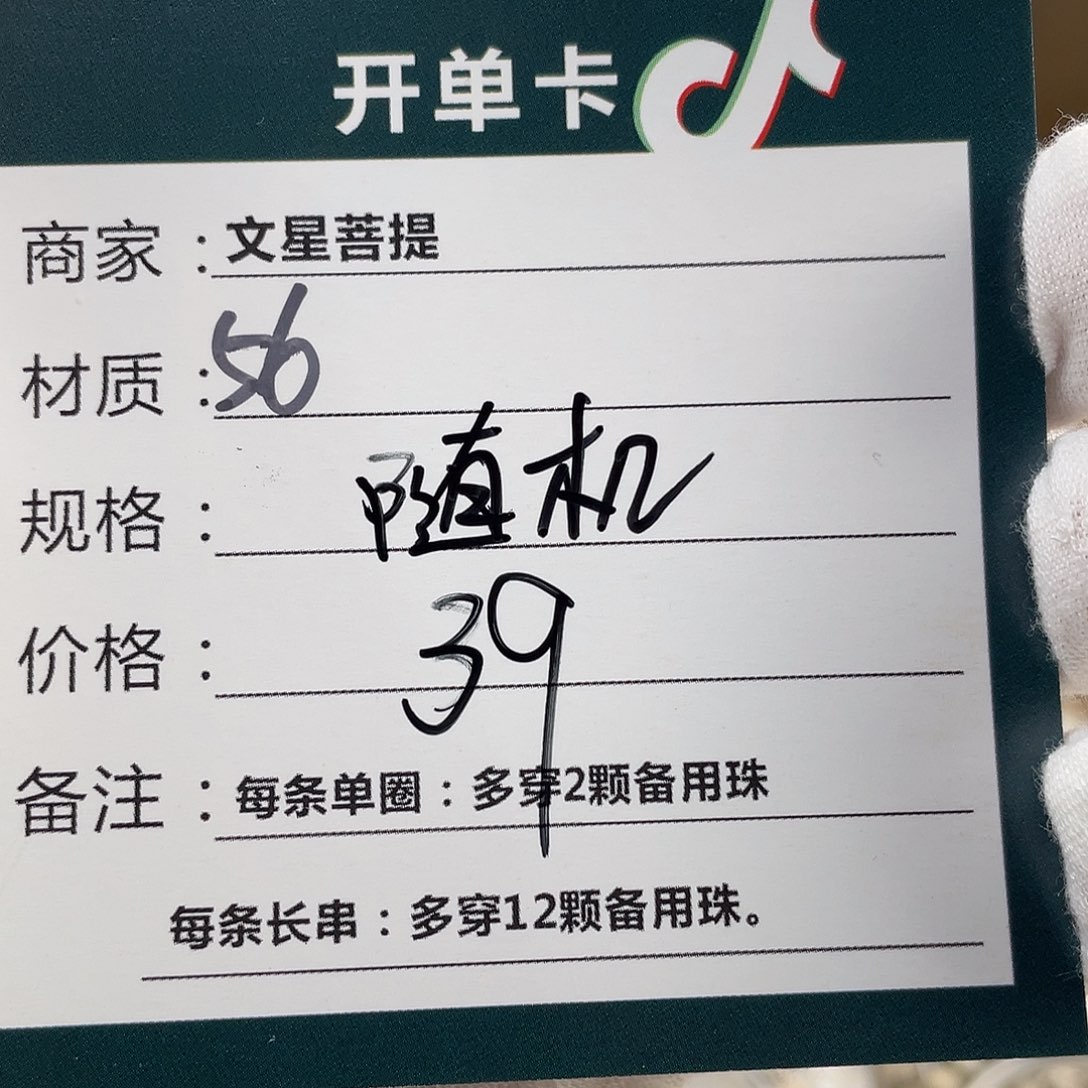 开单卡
商家：文星菩提
材质：56
规格：随机
价格：39
备注：每条单圈：多穿2颗备用珠
每条长串：多穿12颗备用珠。